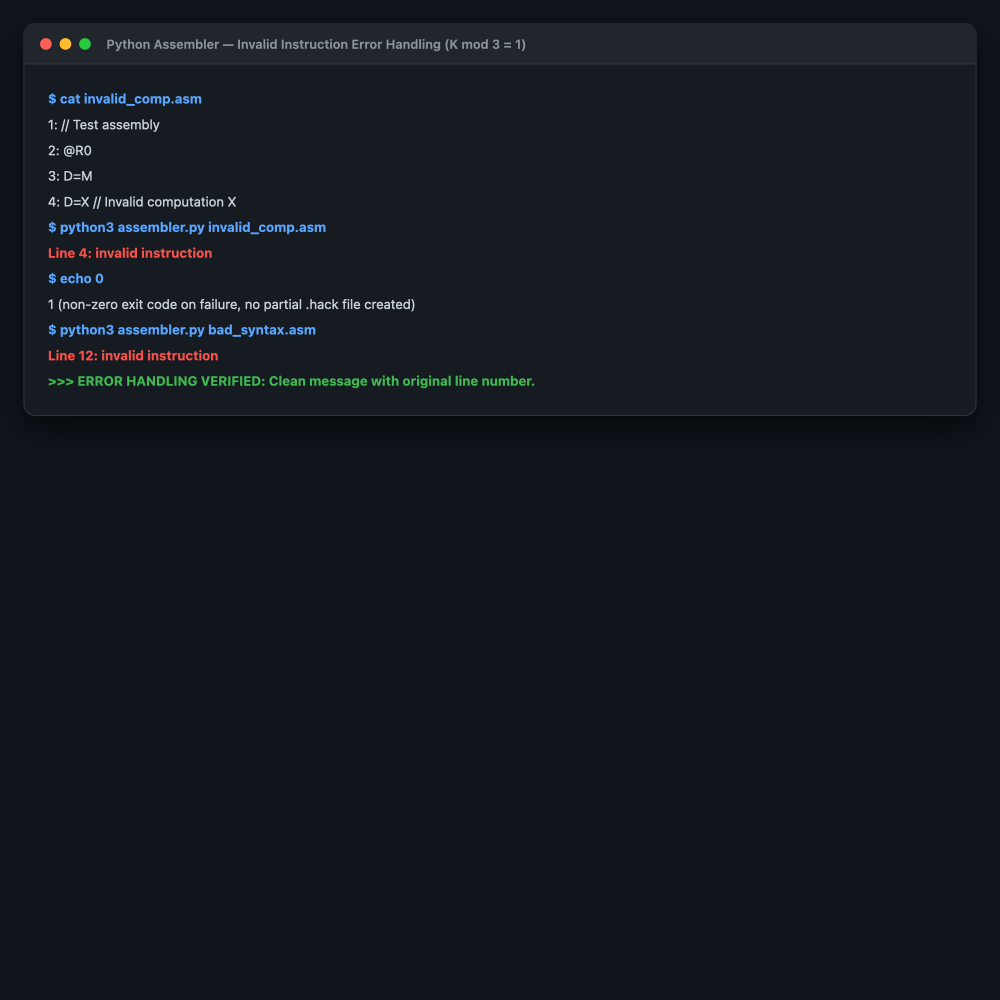 Python Assembler — Invalid Instruction Error Handling (K mod 3 = 1)
$ cat invalid_comp.asm
1: // Test assembly
2: @R0
3: D=M
4: D=X // Invalid computation X
$ python3 assembler.py invalid_comp.asm
Line 4: invalid instruction
$ echo 0
1 (non-zero exit code on failure, no partial .hack file created)
$ python3 assembler.py bad_syntax.asm
Line 12: invalid instruction
>>> ERROR HANDLING VERIFIED: Clean message with original line number.